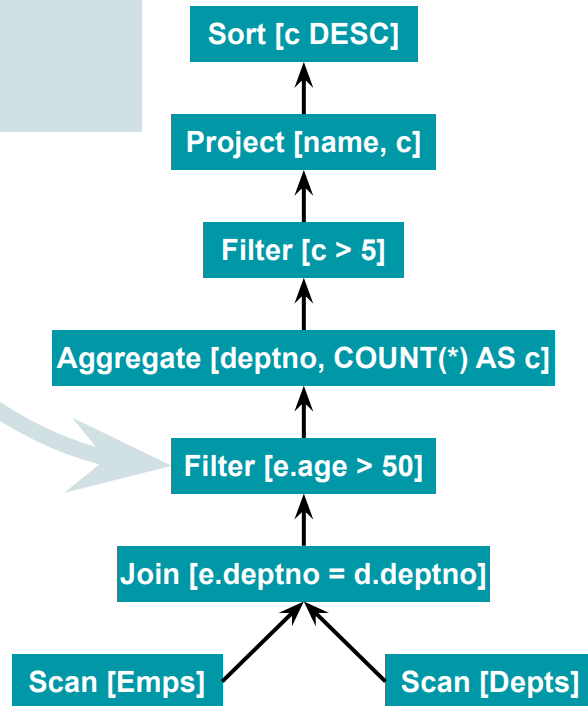 Sort [c DESC]
Project [name, c]
Filter [c > 5]
Aggregate [deptno, COUNT(*) AS c]
Filter [e.age > 50]
Join [e.deptno = d.deptno]
Scan [Emps]
Scan [Depts]